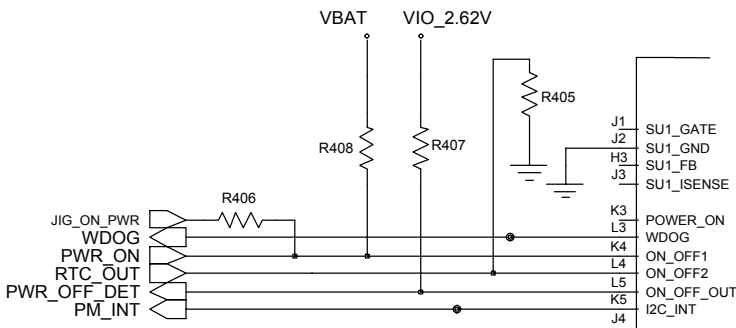 VBAT VIO_2.62V
R405
J1 SU1_GATE
J2 SU1_GND
H3 SU1_FB
J3 SU1_ISENSE
R408 R407
R406
JIG_ON_PWR K3 POWER_ON
WDOG L3 WDOG
PWR_ON K4 ON_OFF1
RTC_OUT L4 ON_OFF2
PWR_OFF_DET L5 ON_OFF_OUT
PM_INT K5 I2C_INT
J4